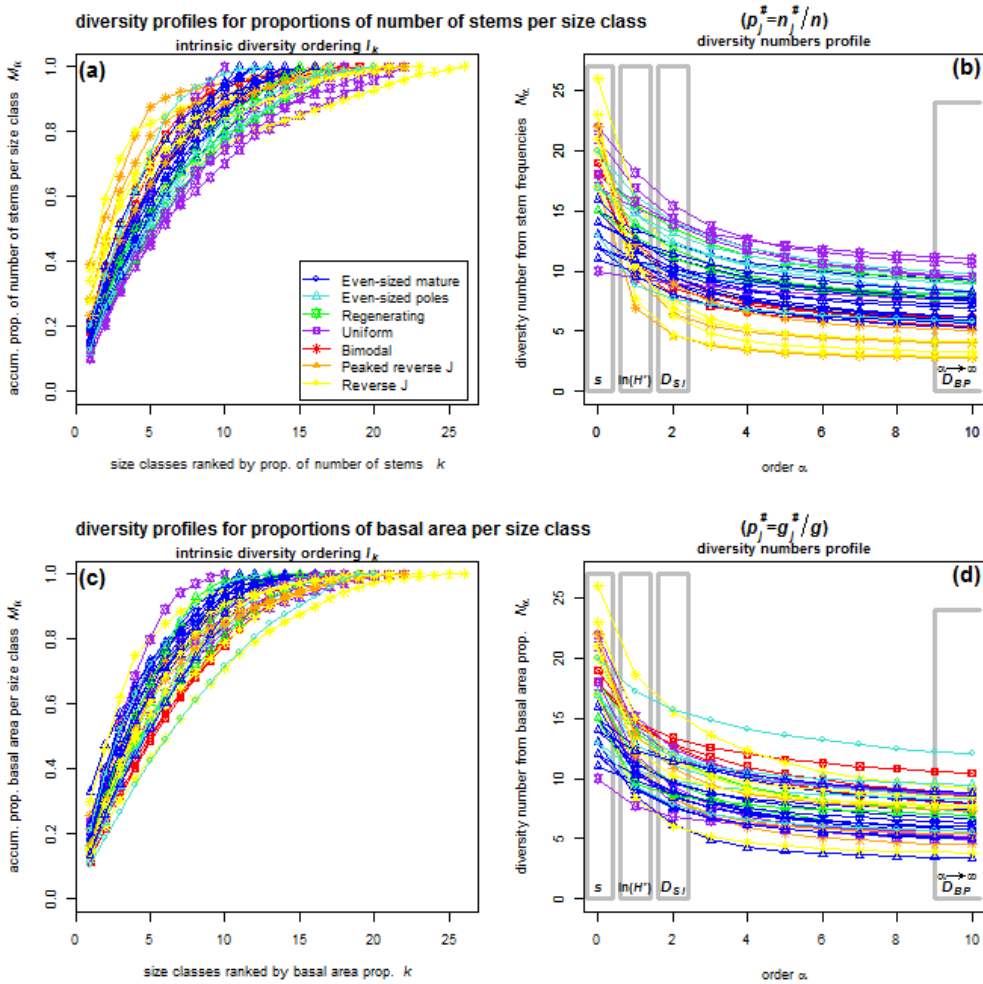 diversity profiles for proportions of number of stems per size class (p_j^#=n_j^#/n)
intrinsic diversity ordering I_k
diversity numbers profile
(a)
(b)
accum. prop. of number of stems per size class M_k
0.0 0.2 0.4 0.6 0.8 1.0
Even-sized mature
Even-sized poles
Regenerating
Uniform
Bimodal
Peaked reverse J
Reverse J
0 5 10 15 20 25
size classes ranked by prop. of number of stems k
diversity number from stem frequencies N_α
0 5 10 15 20 25
s
ln(H')
D_SI
α→∞
D_BP
0 2 4 6 8 10
order α
diversity profiles for proportions of basal area per size class (p_j^#=g_j^#/g)
intrinsic diversity ordering I_k
diversity numbers profile
(c)
(d)
accum. prop. basal area per size class M_k
0.0 0.2 0.4 0.6 0.8 1.0
0 5 10 15 20 25
size classes ranked by basal area prop. k
diversity number from basal area prop. N_α
0 5 10 15 20 25
s
ln(H')
D_SI
α→∞
D_BP
0 2 4 6 8 10
order α